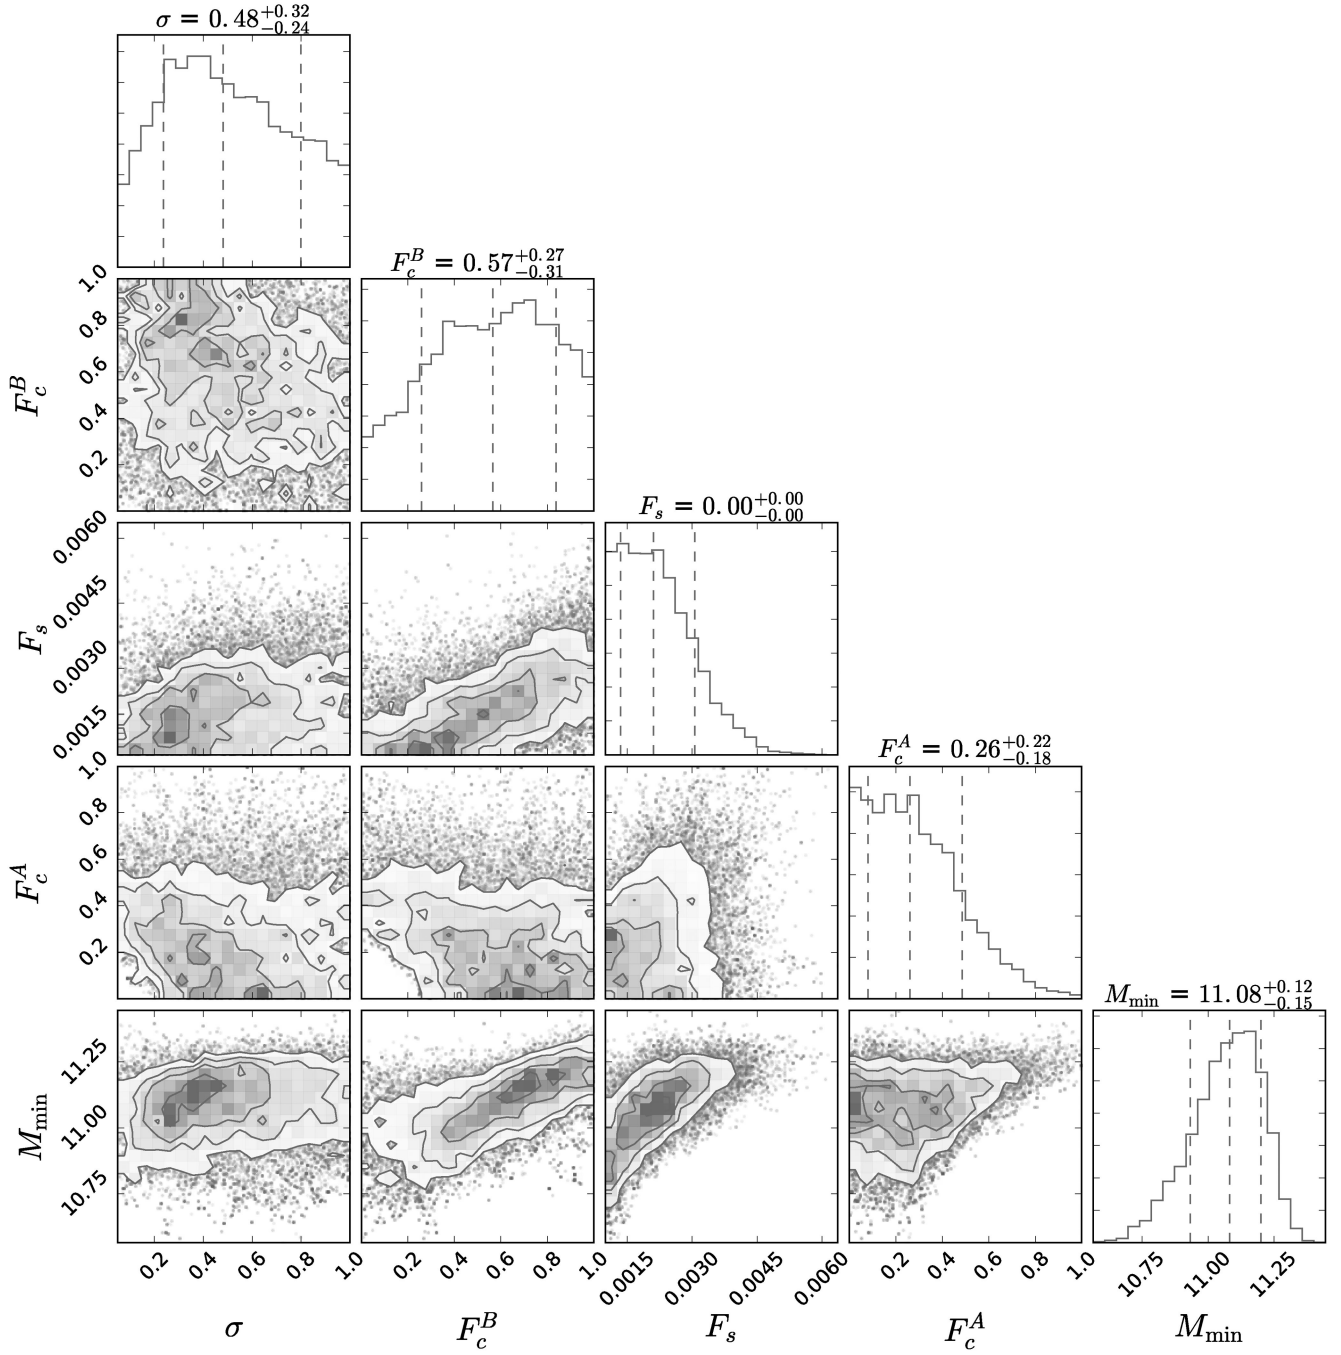 σ = 0.48+0.32−0.24
F_c^B = 0.57+0.27−0.31
1.0
0.8
0.6
0.4
0.2
F_c^B
F_s = 0.00+0.00−0.00
0.0060
0.0045
0.0030
0.0015
F_s
F_c^A = 0.26+0.22−0.18
1.0
0.8
0.6
0.4
0.2
F_c^A
M_min = 11.08+0.12−0.15
11.25
11.00
10.75
M_min
0.2 0.4 0.6 0.8 1.0 0.2 0.4 0.6 0.8 1.0 0.0015 0.0030 0.0045 0.0060 0.2 0.4 0.6 0.8 1.0 10.75 11.00 11.25
σ F_c^B F_s F_c^A M_min